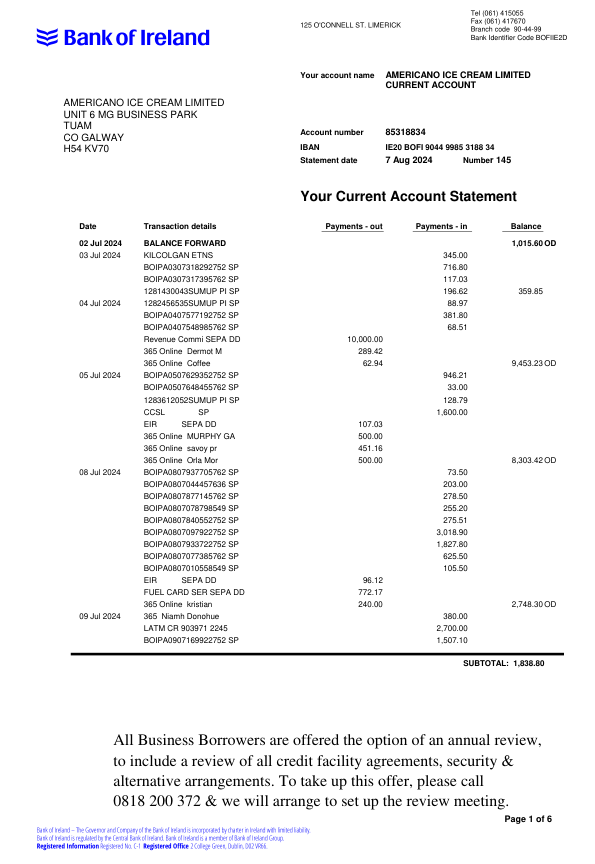 Bank of Ireland
125 O'CONNELL ST. LIMERICK
Tel (061) 415055
Fax (061) 417670
Branch code 90-44-99
Bank Identifier Code BOFIIE2D
Your account name AMERICANO ICE CREAM LIMITED
CURRENT ACCOUNT
AMERICANO ICE CREAM LIMITED
UNIT 6 MG BUSINESS PARK
TUAM
CO GALWAY
H54 KV70
Account number 85318834
IBAN IE20 BOFI 9044 9985 3188 34
Statement date 7 Aug 2024 Number 145
Your Current Account Statement
Date Transaction details Payments - out Payments - in Balance
02 Jul 2024 BALANCE FORWARD 1,015.60 OD
03 Jul 2024 KILCOLGAN ETNS 345.00
BOIPA0307318292752 SP 716.80
BOIPA0307317395762 SP 117.03
1281430043SUMUP PI SP 196.62 359.85
04 Jul 2024 1282456535SUMUP PI SP 88.97
BOIPA0407577192752 SP 381.80
BOIPA0407548985762 SP 68.51
Revenue Commi SEPA DD 10,000.00
365 Online Dermot M 289.42
365 Online Coffee 62.94 9,453.23 OD
05 Jul 2024 BOIPA0507629352752 SP 946.21
BOIPA0507648455762 SP 33.00
1283612052SUMUP PI SP 128.79
CCSL SP 1,600.00
EIR SEPA DD 107.03
365 Online MURPHY GA 500.00
365 Online savoy pr 451.16
365 Online Orla Mor 500.00 8,303.42 OD
08 Jul 2024 BOIPA0807937705762 SP 73.50
BOIPA0807044457636 SP 203.00
BOIPA0807877145762 SP 278.50
BOIPA0807078798549 SP 255.20
BOIPA0807840552752 SP 275.51
BOIPA0807097922752 SP 3,018.90
BOIPA0807933722752 SP 1,827.80
BOIPA0807077385762 SP 625.50
BOIPA0807010558549 SP 105.50
EIR SEPA DD 96.12
FUEL CARD SER SEPA DD 772.17
365 Online kristian 240.00 2,748.30 OD
09 Jul 2024 365 Niamh Donohue 380.00
LATM CR 903971 2245 2,700.00
BOIPA0907169922752 SP 1,507.10
SUBTOTAL: 1,838.80
All Business Borrowers are offered the option of an annual review,
to include a review of all credit facility agreements, security &
alternative arrangements. To take up this offer, please call
0818 200 372 & we will arrange to set up the review meeting.
Page 1 of 6
Bank of Ireland – The Governor and Company of the Bank of Ireland is incorporated by charter in Ireland with limited liability.
Bank of Ireland is regulated by the Central Bank of Ireland. Bank of Ireland is a member of Bank of Ireland Group.
Registered Information Registered No. C-1 Registered Office 2 College Green, Dublin, D02 VR66.